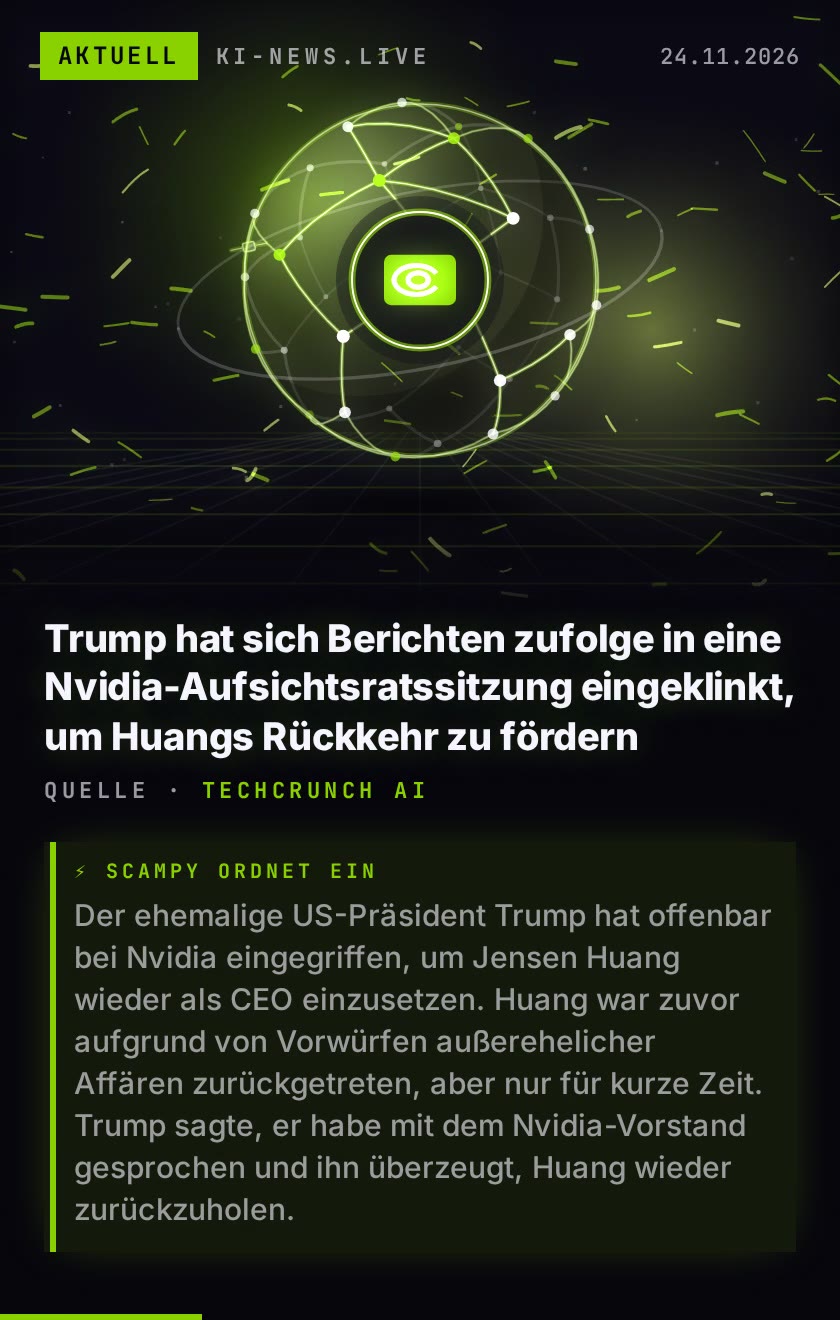 AKTUELL KI-NEWS.LIVE 24.11.2026
Trump hat sich Berichten zufolge in eine
Nvidia-Aufsichtsratssitzung eingeklinkt,
um Huangs Rückkehr zu fördern
QUELLE · TECHCRUNCH AI
⚡ SCAMPY ORDNET EIN
Der ehemalige US-Präsident Trump hat offenbar
bei Nvidia eingegriffen, um Jensen Huang
wieder als CEO einzusetzen. Huang war zuvor
aufgrund von Vorwürfen außerehelicher
Affären zurückgetreten, aber nur für kurze Zeit.
Trump sagte, er habe mit dem Nvidia-Vorstand
gesprochen und ihn überzeugt, Huang wieder
zurückzuholen.